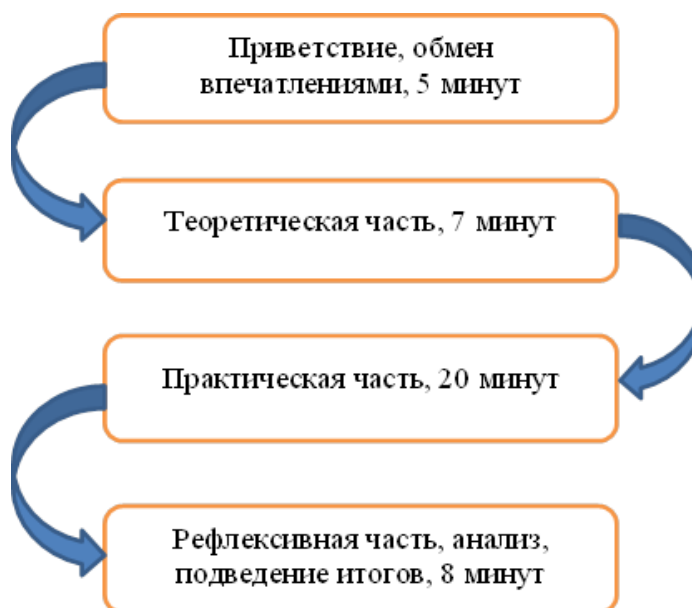 Приветствие, обмен
впечатлениями, 5 минут
Теоретическая часть, 7 минут
Практическая часть, 20 минут
Рефлексивная часть, анализ,
подведение итогов, 8 минут